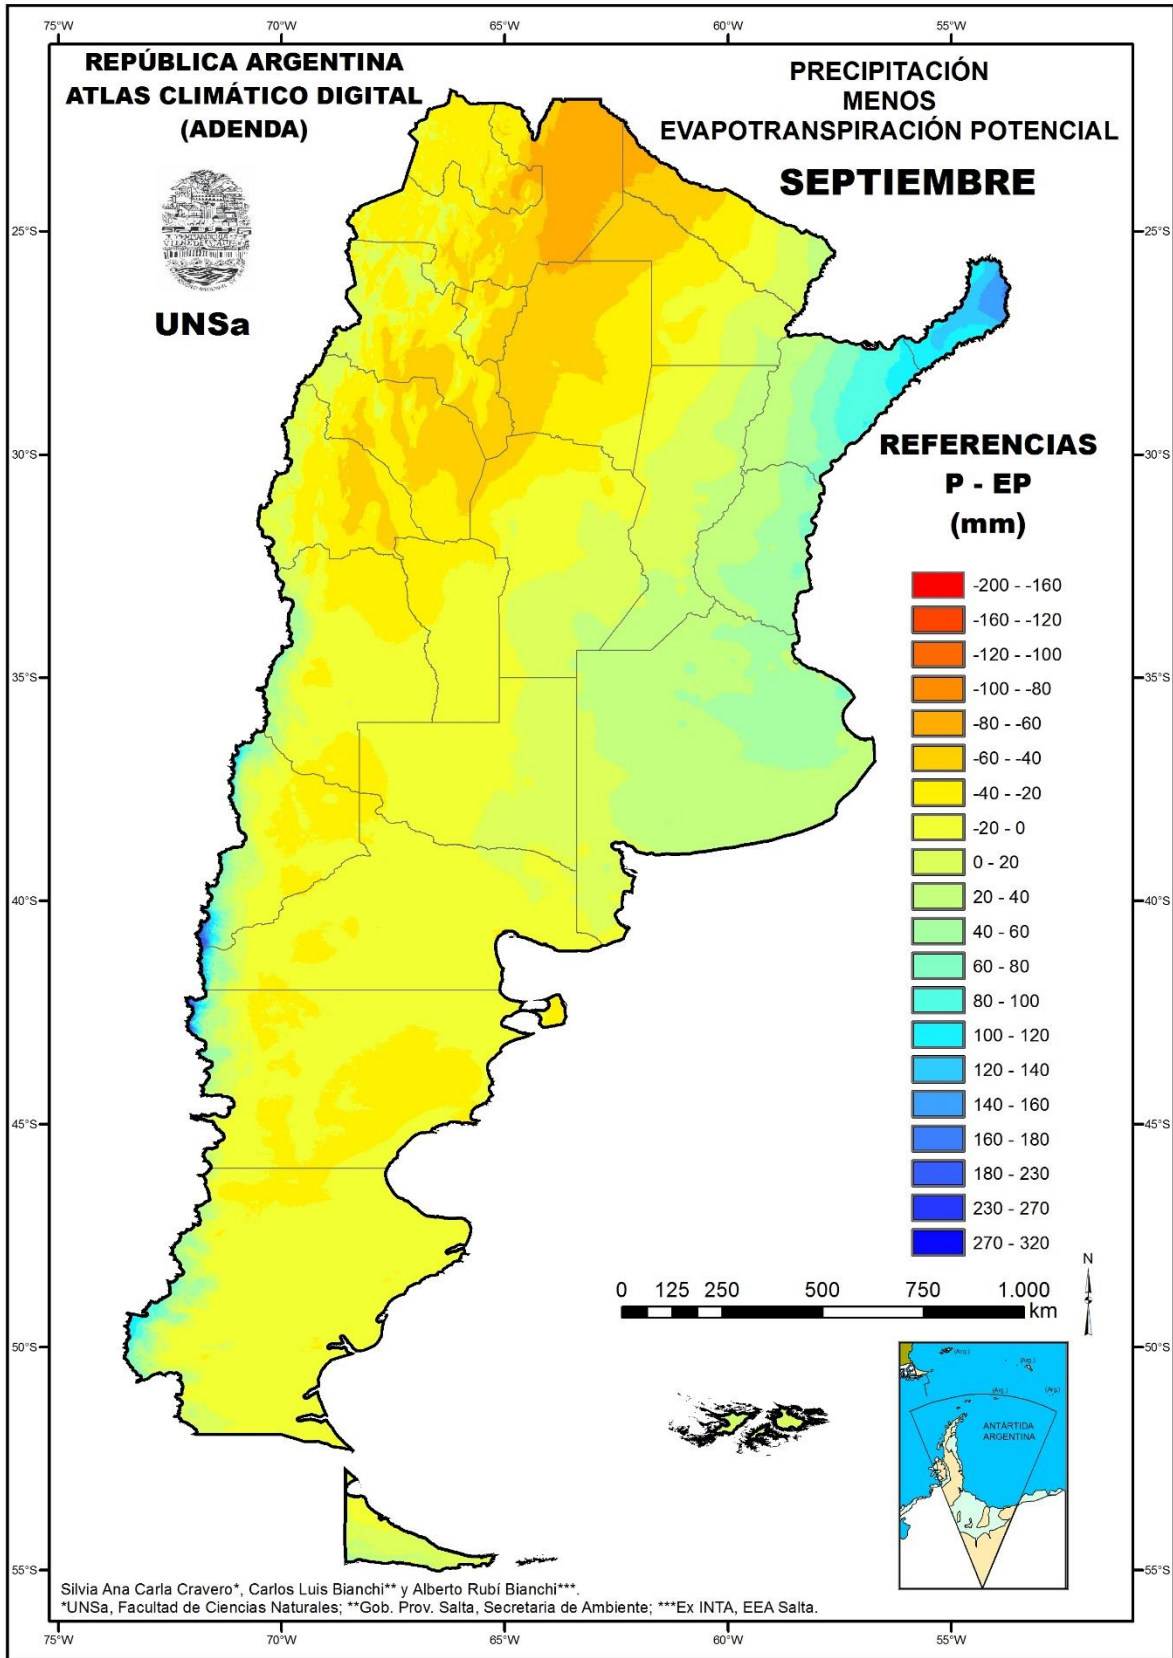 75°W
70°W
65°W
60°W
55°W
REPÚBLICA ARGENTINA
ATLAS CLIMÁTICO DIGITAL
(ADENDA)
PRECIPITACIÓN
MENOS
EVAPOTRANSPIRACIÓN POTENCIAL
SEPTIEMBRE
UNSa
25°S
25°S
30°S
30°S
35°S
35°S
40°S
40°S
45°S
45°S
50°S
50°S
55°S
55°S
REFERENCIAS
P - EP
(mm)
-200 - -160
-160 - -120
-120 - -100
-100 - -80
-80 - -60
-60 - -40
-40 - -20
-20 - 0
0 - 20
20 - 40
40 - 60
60 - 80
80 - 100
100 - 120
120 - 140
140 - 160
160 - 180
180 - 230
230 - 270
270 - 320
N
0 125 250 500 750 1.000
km
(Arg.)
(Arg.)
(Arg.)
(Arg.)
ANTÁRTIDA
ARGENTINA
Silvia Ana Carla Cravero*, Carlos Luis Bianchi** y Alberto Rubí Bianchi***.
*UNSa, Facultad de Ciencias Naturales; **Gob. Prov. Salta, Secretaria de Ambiente; ***Ex INTA, EEA Salta.
75°W
70°W
65°W
60°W
55°W